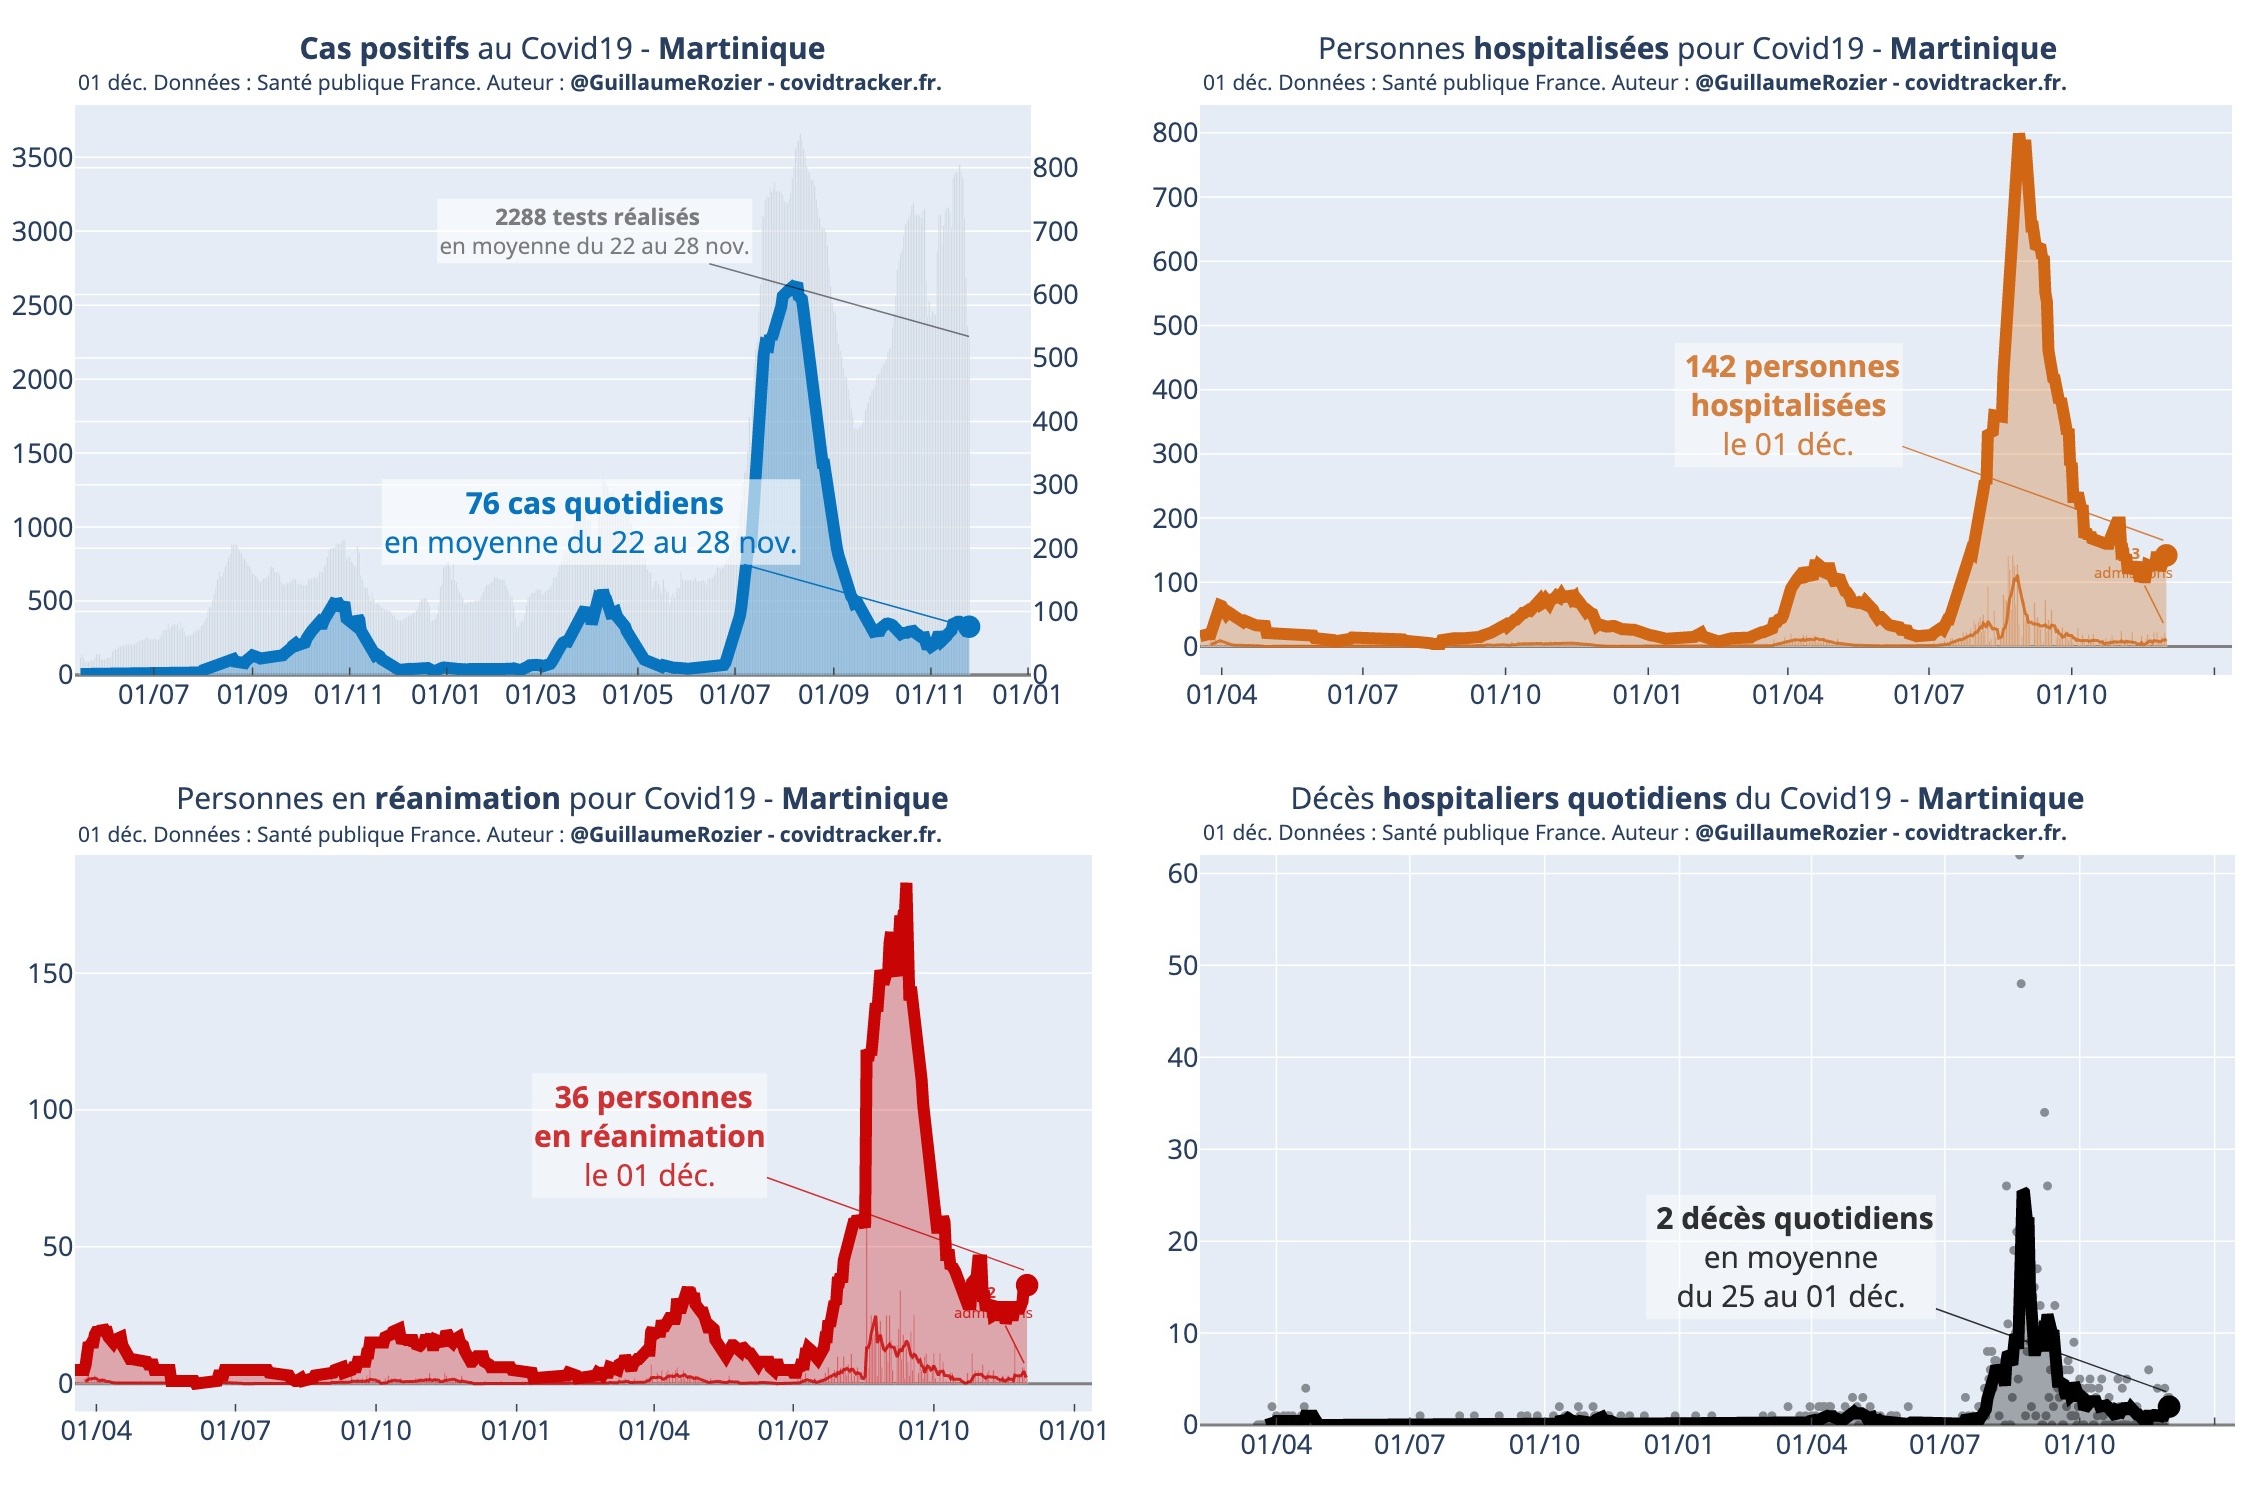 Cas positifs au Covid19 - Martinique
01 déc. Données : Santé publique France. Auteur : @GuillaumeRozier - covidtracker.fr.
3500
3000
2500
2000
1500
1000
500
0
800
700
600
500
400
300
200
100
0
2288 tests réalisés
en moyenne du 22 au 28 nov.
76 cas quotidiens
en moyenne du 22 au 28 nov.
01/07 01/09 01/11 01/01 01/03 01/05 01/07 01/09 01/11 01/01
Personnes hospitalisées pour Covid19 - Martinique
01 déc. Données : Santé publique France. Auteur : @GuillaumeRozier - covidtracker.fr.
800
700
600
500
400
300
200
100
0
142 personnes
hospitalisées
le 01 déc.
01/04 01/07 01/10 01/01 01/04 01/07 01/10
Personnes en réanimation pour Covid19 - Martinique
01 déc. Données : Santé publique France. Auteur : @GuillaumeRozier - covidtracker.fr.
150
100
50
0
36 personnes
en réanimation
le 01 déc.
01/04 01/07 01/10 01/01 01/04 01/07 01/10 01/01
Décès hospitaliers quotidiens du Covid19 - Martinique
01 déc. Données : Santé publique France. Auteur : @GuillaumeRozier - covidtracker.fr.
60
50
40
30
20
10
0
2 décès quotidiens
en moyenne
du 25 au 01 déc.
01/04 01/07 01/10 01/01 01/04 01/07 01/10